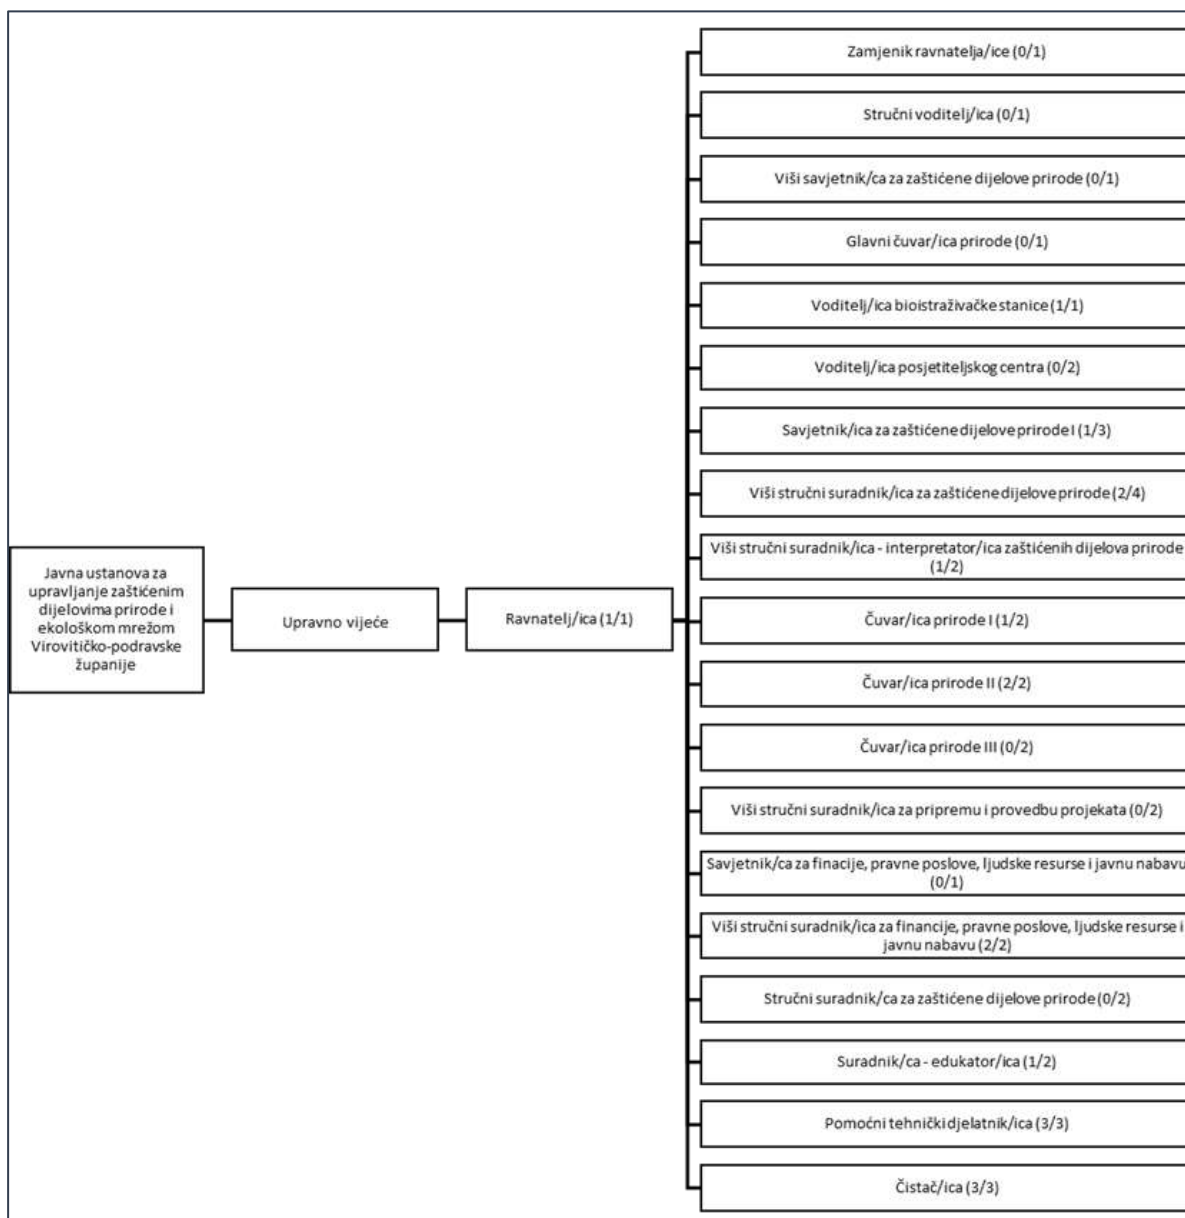 Javna ustanova za
upravljanje zaštićenim
dijelovima prirode i
ekološkom mrežom
Virovitičko-podravske
županije
Upravno vijeće
Ravnatelj/ica (1/1)
Zamjenik ravnatelja/ice (0/1)
Stručni voditelj/ica (0/1)
Viši savjetnik/ca za zaštićene dijelove prirode (0/1)
Glavni čuvar/ica prirode (0/1)
Voditelj/ica bioistraživačke stanice (1/1)
Voditelj/ica posjetiteljskog centra (0/2)
Savjetnik/ica za zaštićene dijelove prirode I (1/3)
Viši stručni suradnik/ica za zaštićene dijelove prirode (2/4)
Viši stručni suradnik/ica - interpretator/ica zaštićenih dijelova prirode
(1/2)
Čuvar/ica prirode I (1/2)
Čuvar/ica prirode II (2/2)
Čuvar/ica prirode III (0/2)
Viši stručni suradnik/ica za pripremu i provedbu projekata (0/2)
Savjetnik/ca za finacije, pravne poslove, ljudske resurse i javnu nabavu
(0/1)
Viši stručni suradnik/ica za financije, pravne poslove, ljudske resurse i
javnu nabavu (2/2)
Stručni suradnik/ca za zaštićene dijelove prirode (0/2)
Suradnik/ca - edukator/ica (1/2)
Pomoćni tehnički djelatnik/ica (3/3)
Čistač/ica (3/3)